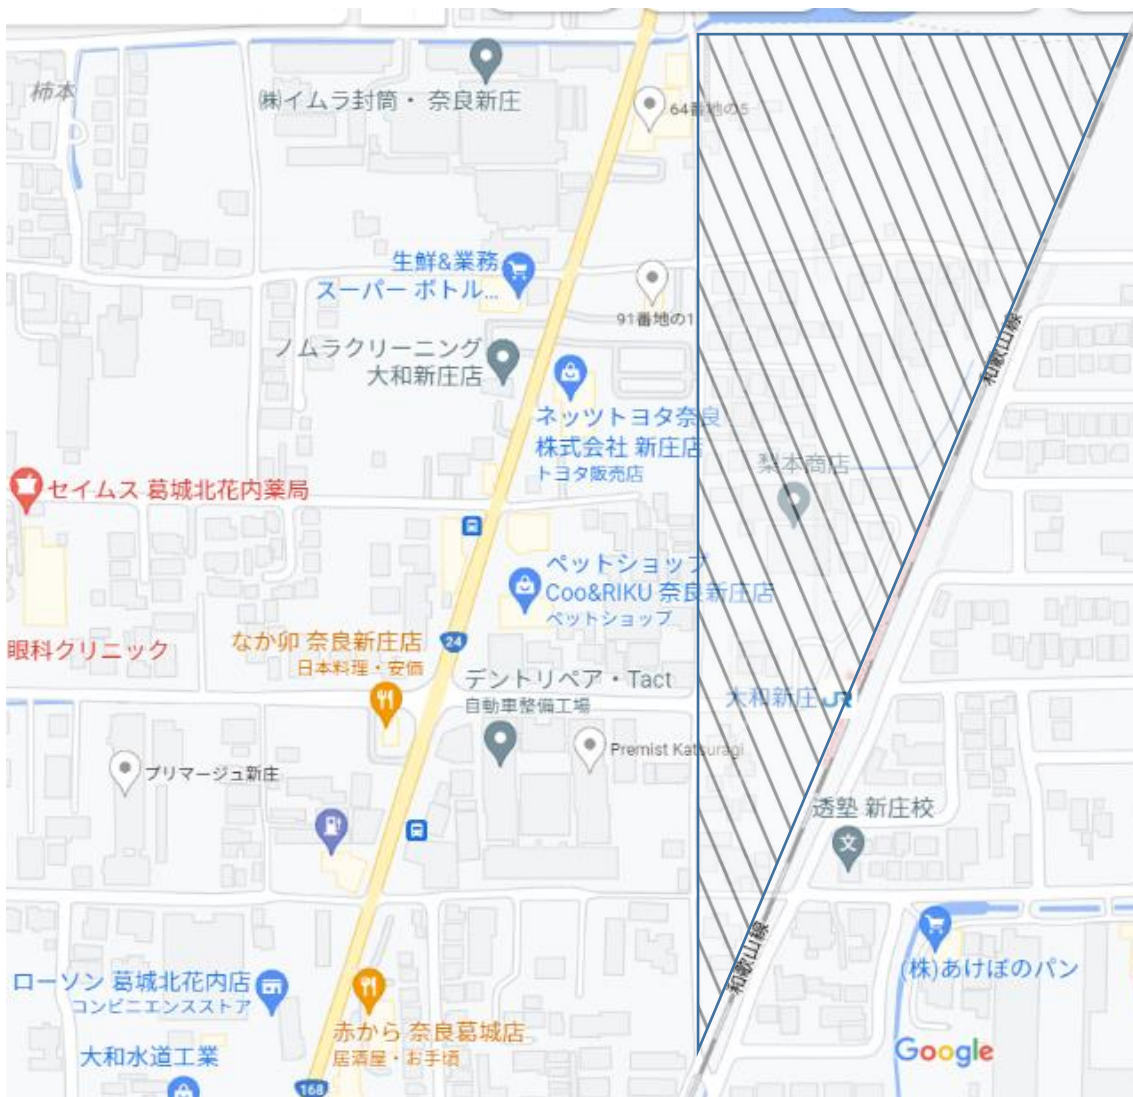 柿本
㈱イムラ封筒・ 奈良新庄
64番地の5
生鮮&業務
スーパー ボトル...
91番地の1
ノムラクリーニング
大和新庄店
和歌山線
ネッツトヨタ奈良
株式会社 新庄店
トヨタ販売店
梨本商店
セイムス 葛城北花内薬局
ペットショップ
Coo&RIKU 奈良新庄店
ペットショップ
眼科クリニック
なか卯 奈良新庄店
日本料理・安価
24
デントリペア・Tact
自動車整備工場
大和新庄
JR
Premist Katsuragi
プリマージュ新庄
透塾 新庄校
文
和歌山線
(株)あけぼのパン
ローソン 葛城北花内店
コンビニエンスストア
赤から 奈良葛城店
居酒屋・お手頃
大和水道工業
168
Google